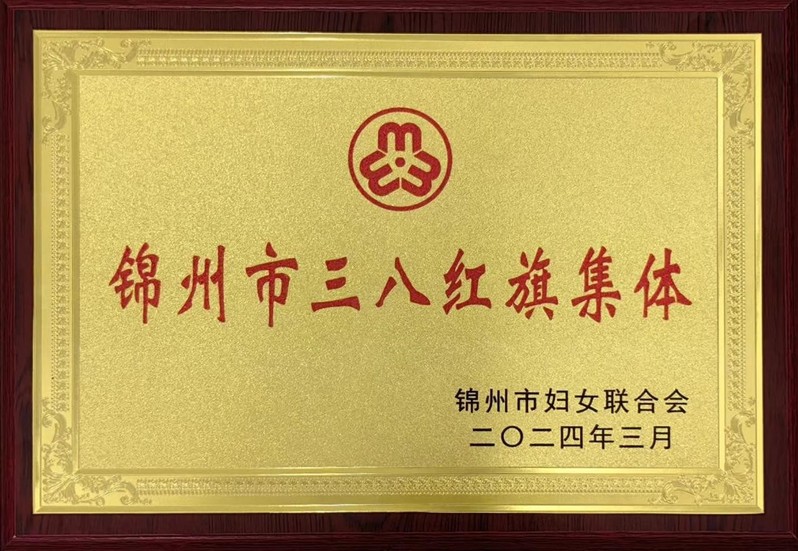 锦州市三八红旗集体
锦州市妇女联合会
二〇二四年三月